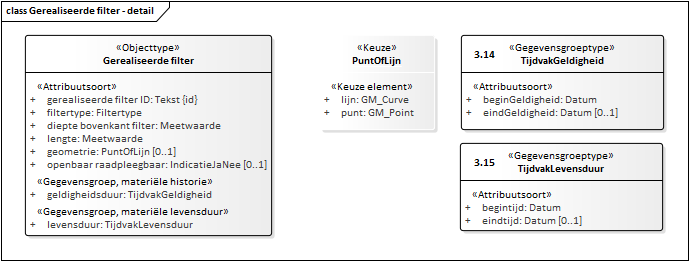 class Gerealiseerde filter - detail
«Objecttype»
Gerealiseerde filter
«Attribuutsoort»
+ gerealiseerde filter ID: Tekst {id}
+ filtertype: Filtertype
+ diepte bovenkant filter: Meetwaarde
+ lengte: Meetwaarde
+ geometrie: PuntOfLijn [0..1]
+ openbaar raadpleegbaar: IndicatieJaNee [0..1]
«Gegevensgroep, materiële historie»
+ geldigheidsduur: TijdvakGeldigheid
«Gegevensgroep, materiële levensduur»
+ levensduur: TijdvakLevensduur
«Keuze»
PuntOfLijn
«Keuze element»
+ lijn: GM_Curve
+ punt: GM_Point
3.14 «Gegevensgroeptype»
TijdvakGeldigheid
«Attribuutsoort»
+ beginGeldigheid: Datum
+ eindGeldigheid: Datum [0..1]
3.15 «Gegevensgroeptype»
TijdvakLevensduur
«Attribuutsoort»
+ begintijd: Datum
+ eindtijd: Datum [0..1]